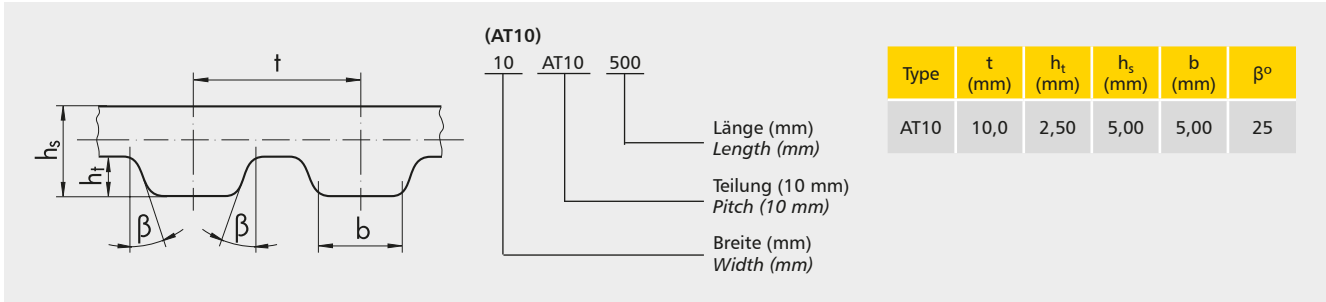 t
hs
ht
β
β
b
(AT10)
10 AT10 500
Länge (mm)
Length (mm)
Teilung (10 mm)
Pitch (10 mm)
Breite (mm)
Width (mm)
Type t (mm) ht (mm) hs (mm) b (mm) βº
AT10 10,0 2,50 5,00 5,00 25